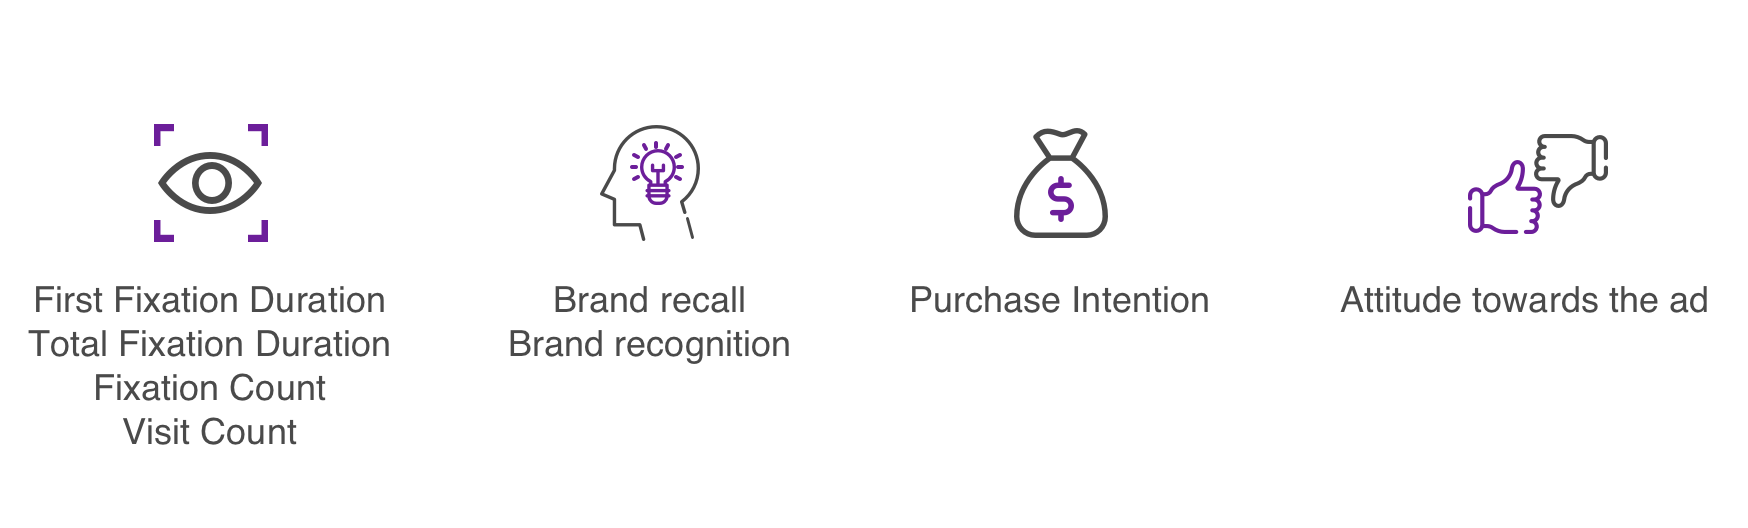 First Fixation Duration
Total Fixation Duration
Fixation Count
Visit Count
Brand recall
Brand recognition
$
Purchase Intention
Attitude towards the ad